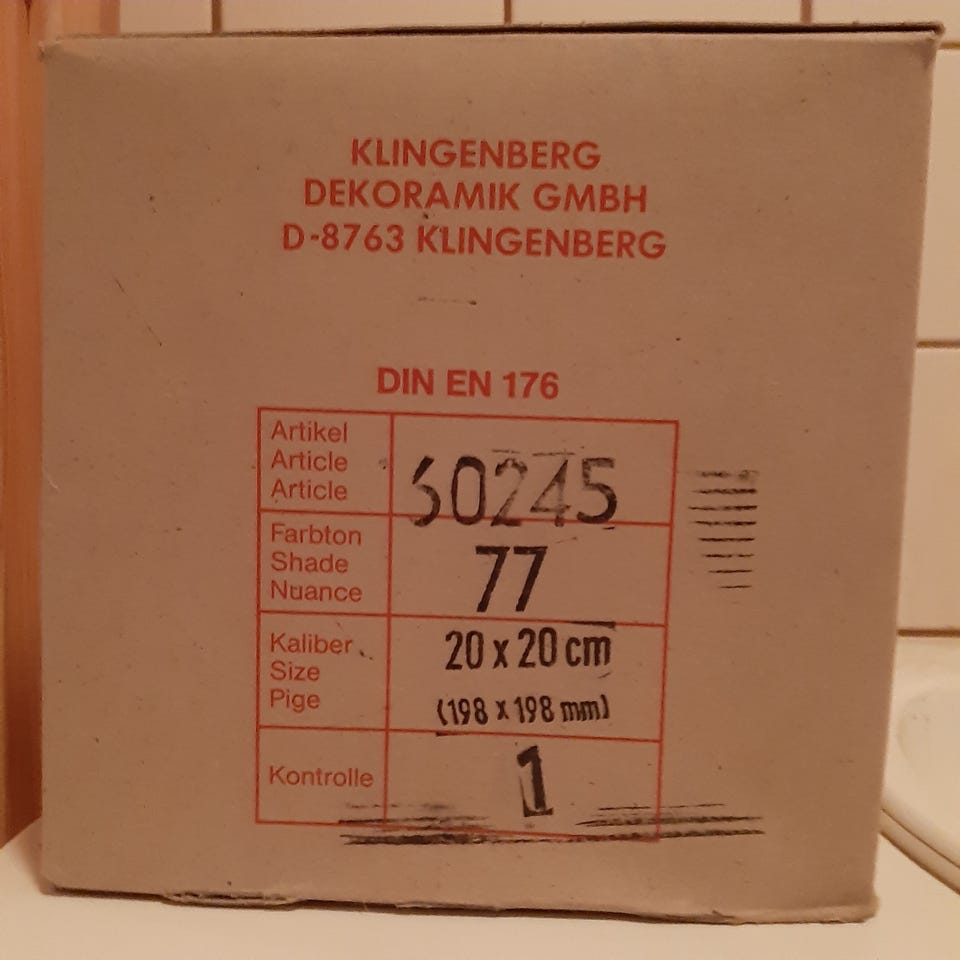 KLINGENBERG
DEKORAMIK GMBH
D-8763 KLINGENBERG
DIN EN 176
Artikel
Article
Article
60245
Farbton
Shade
Nuance
77
Kaliber
Size
Pige
20 x 20 cm
(198 x 198 mm)
Kontrolle
1